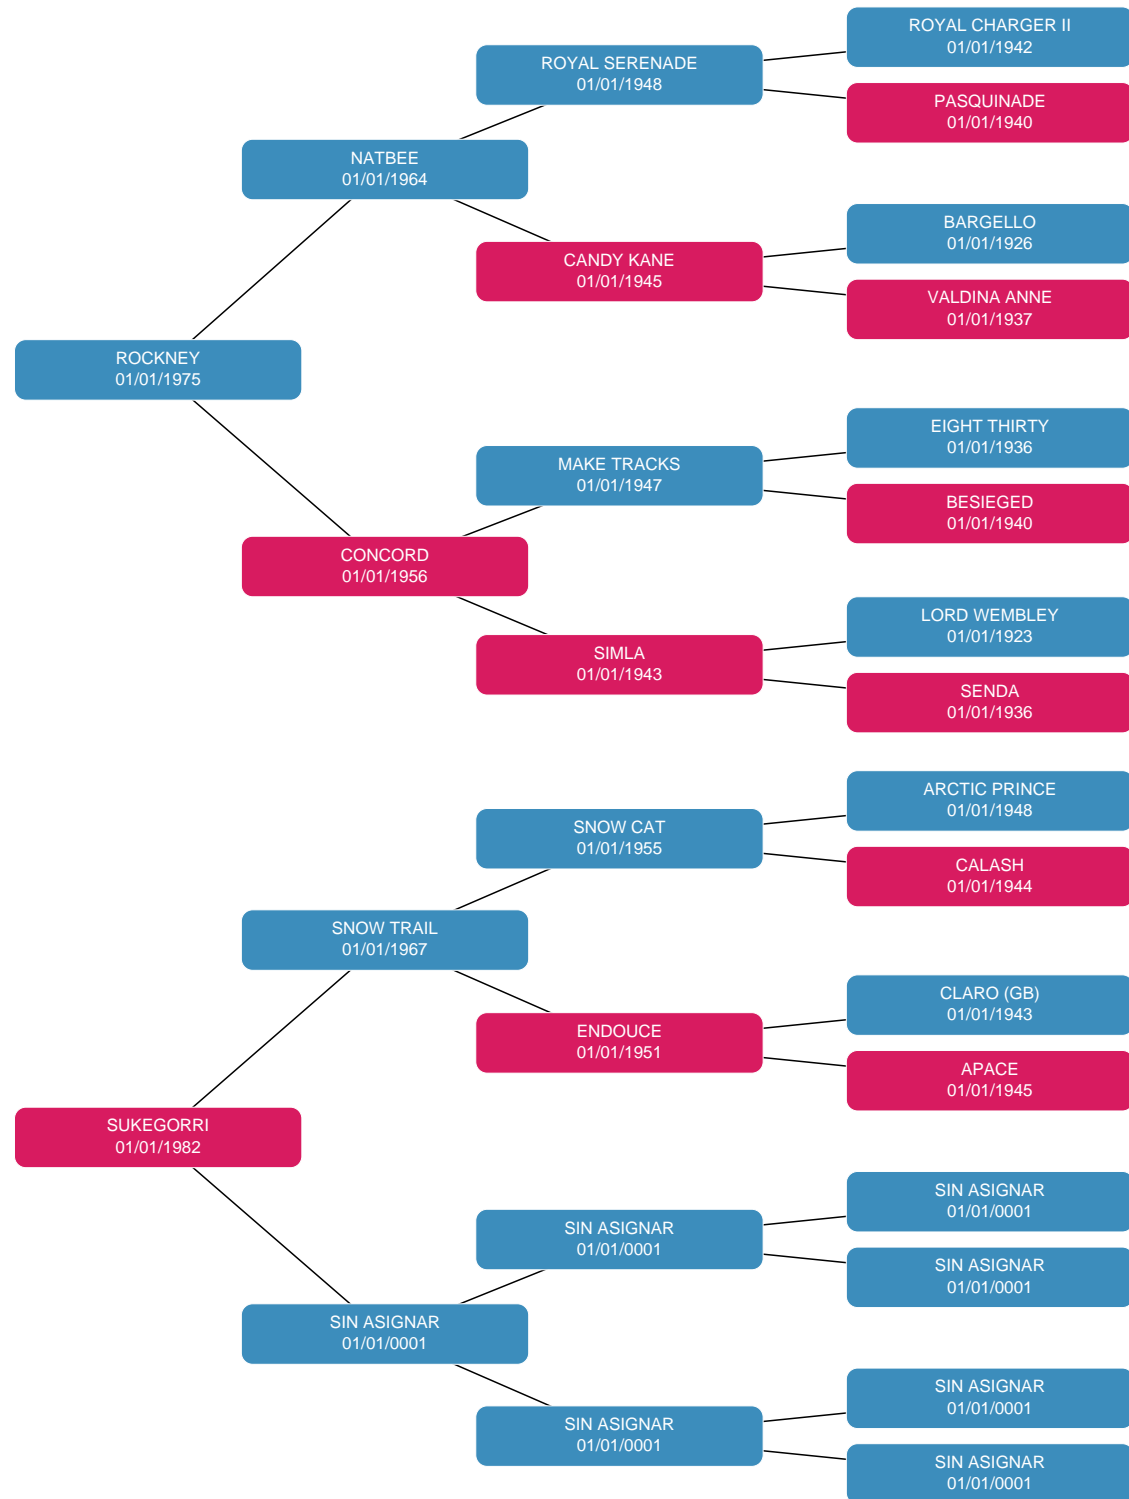 ROYAL CHARGER II
01/01/1942
ROYAL SERENADE
01/01/1948
PASQUINADE
01/01/1940
NATBEE
01/01/1964
BARGELLO
01/01/1926
CANDY KANE
01/01/1945
VALDINA ANNE
01/01/1937
ROCKNEY
01/01/1975
EIGHT THIRTY
01/01/1936
MAKE TRACKS
01/01/1947
BESIEGED
01/01/1940
CONCORD
01/01/1956
LORD WEMBLEY
01/01/1923
SIMLA
01/01/1943
SENDA
01/01/1936
ARCTIC PRINCE
01/01/1948
SNOW CAT
01/01/1955
CALASH
01/01/1944
SNOW TRAIL
01/01/1967
CLARO (GB)
01/01/1943
ENDOUCE
01/01/1951
APACE
01/01/1945
SUKEGORRI
01/01/1982
SIN ASIGNAR
01/01/0001
SIN ASIGNAR
01/01/0001
SIN ASIGNAR
01/01/0001
SIN ASIGNAR
01/01/0001
SIN ASIGNAR
01/01/0001
SIN ASIGNAR
01/01/0001
SIN ASIGNAR
01/01/0001